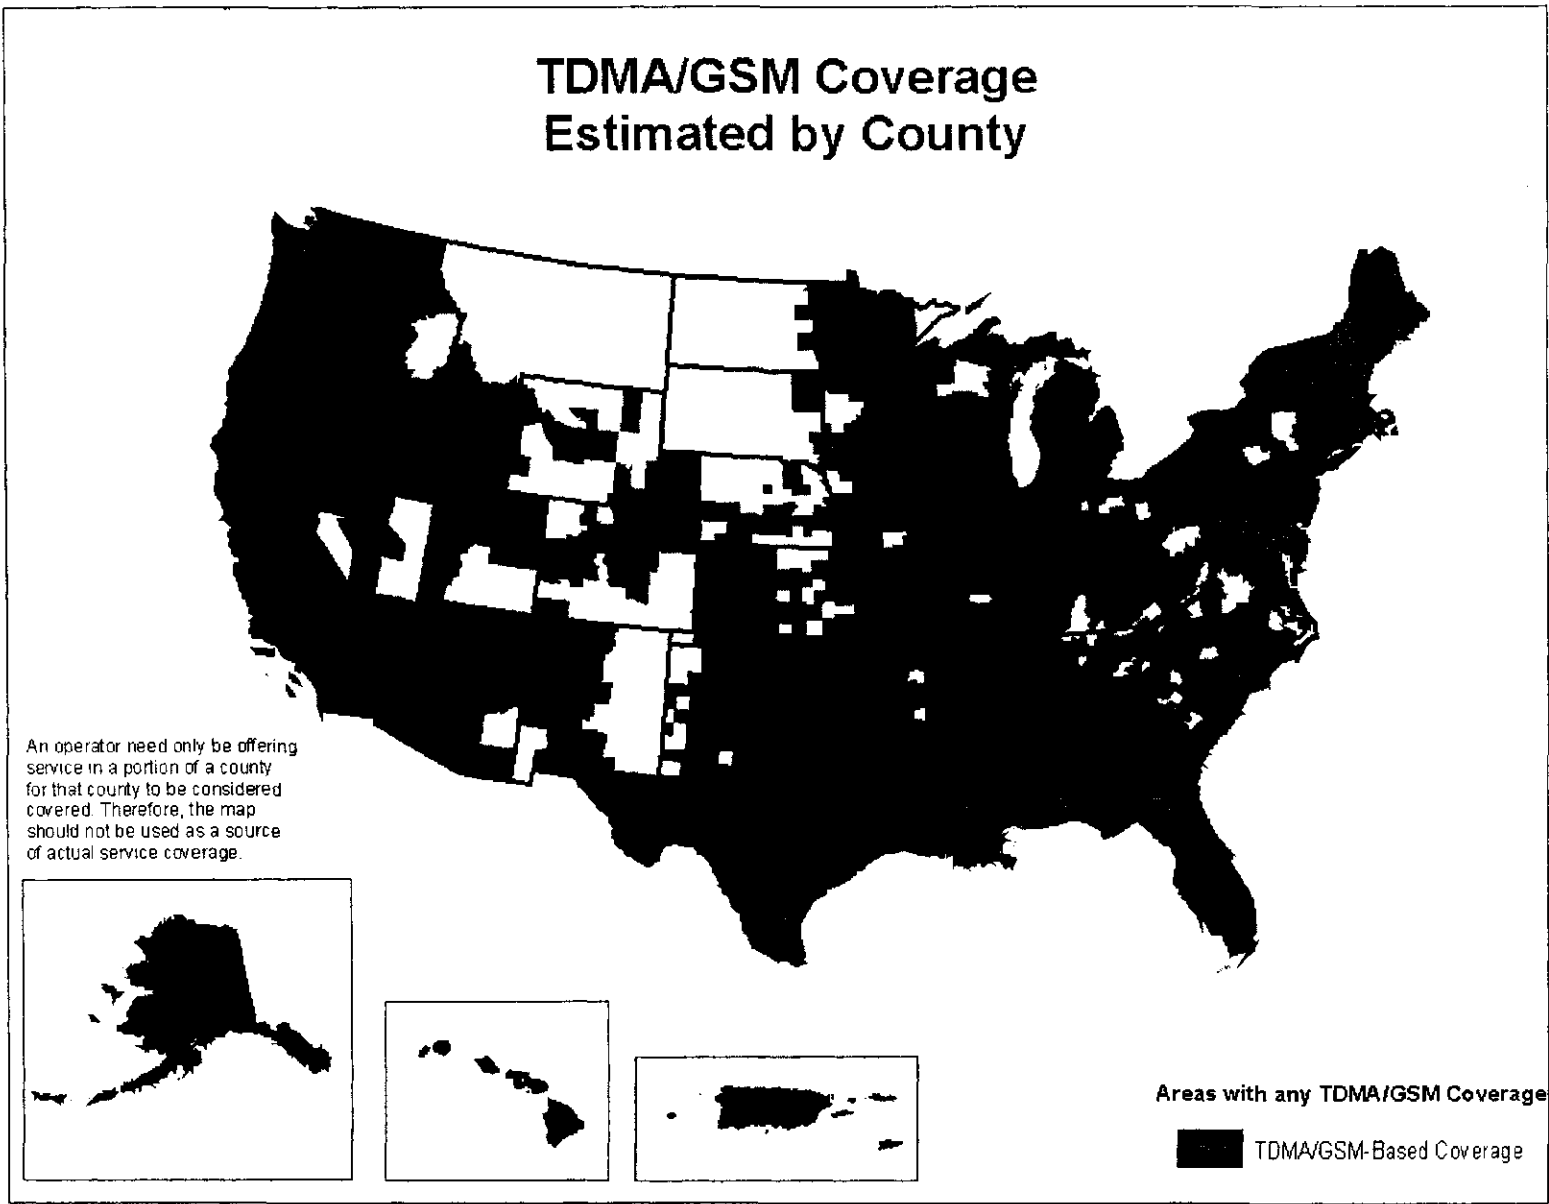 TDMA/GSM Coverage
Estimated by County
An operator need only be offering
service in a portion of a county
for that county to be considered
covered. Therefore, the map
should not be used as a source
of actual service coverage.
Areas with any TDMA/GSM Coverage
TDMA/GSM-Based Coverage